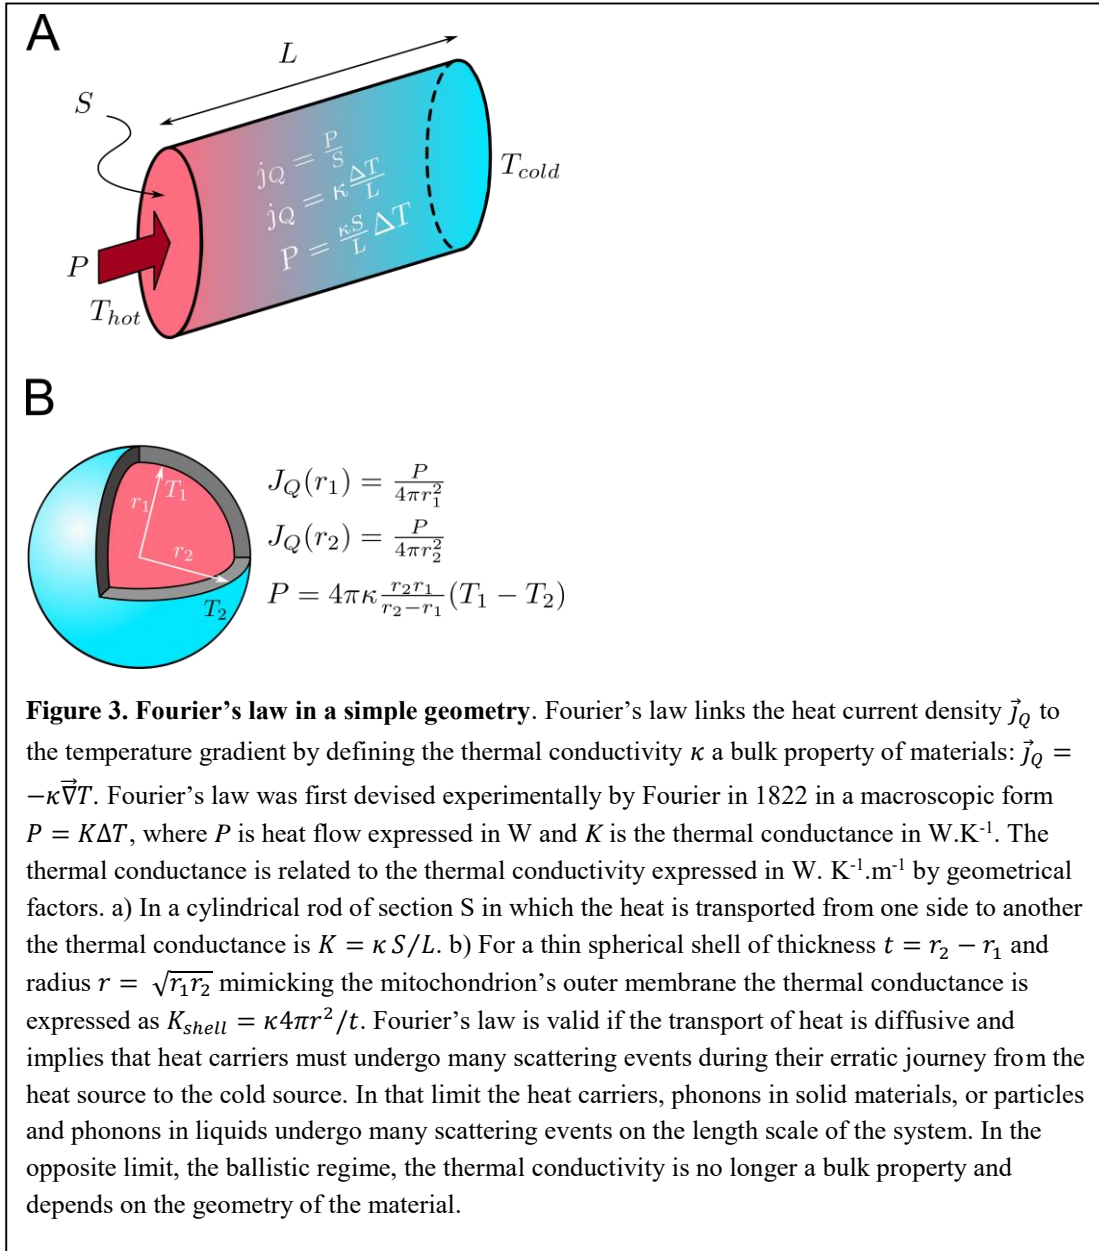 A
L
S
j_Q = P/S
j_Q = κ ΔT/L
P = κS/L ΔT
T_cold
P
T_hot
B
r_1
T_1
r_2
T_2
J_Q(r_1) = P/4πr_1^2
J_Q(r_2) = P/4πr_2^2
P = 4πκ r_2r_1/r_2−r_1 (T_1 − T_2)
Figure 3. Fourier’s law in a simple geometry. Fourier’s law links the heat current density j⃗_Q to
the temperature gradient by defining the thermal conductivity κ a bulk property of materials: j⃗_Q =
−κ∇⃗T. Fourier’s law was first devised experimentally by Fourier in 1822 in a macroscopic form
P = KΔT, where P is heat flow expressed in W and K is the thermal conductance in W.K⁻¹. The
thermal conductance is related to the thermal conductivity expressed in W. K⁻¹.m⁻¹ by geometrical
factors. a) In a cylindrical rod of section S in which the heat is transported from one side to another
the thermal conductance is K = κ S/L. b) For a thin spherical shell of thickness t = r_2 − r_1 and
radius r = √(r_1r_2) mimicking the mitochondrion’s outer membrane the thermal conductance is
expressed as K_shell = κ4πr²/t. Fourier’s law is valid if the transport of heat is diffusive and
implies that heat carriers must undergo many scattering events during their erratic journey from the
heat source to the cold source. In that limit the heat carriers, phonons in solid materials, or particles
and phonons in liquids undergo many scattering events on the length scale of the system. In the
opposite limit, the ballistic regime, the thermal conductivity is no longer a bulk property and
depends on the geometry of the material.